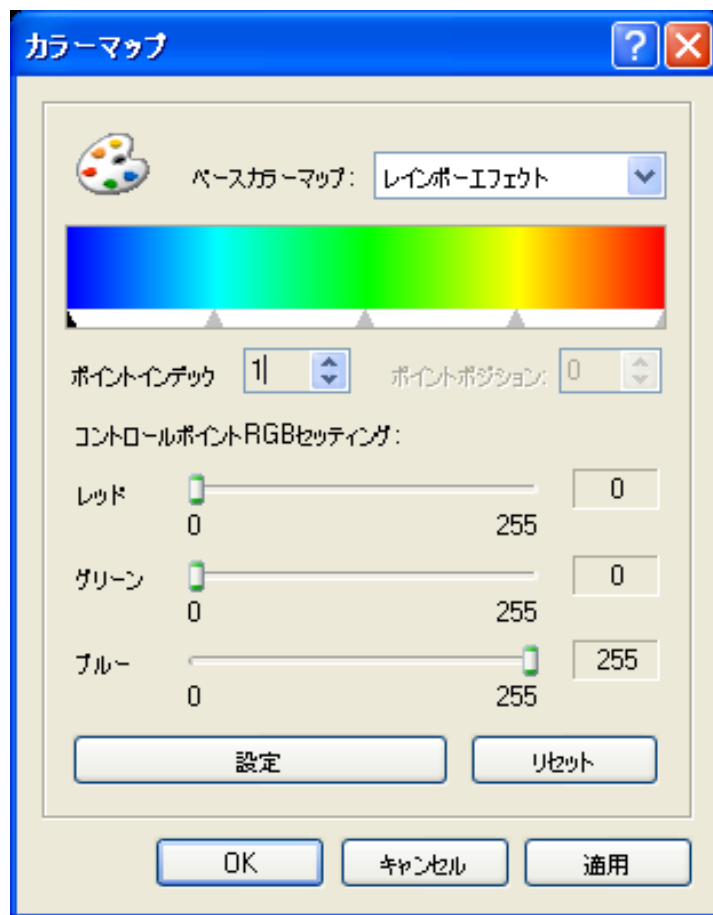 カラーマップ
ベースカラーマップ: レインボーエフェクト
ポイントインデック 1 ポイントポジション: 0
コントロールポイントRGBセッティング:
レッド 0
0 255
グリーン 0
0 255
ブルー 255
0 255
設定 リセット
OK キャンセル 適用